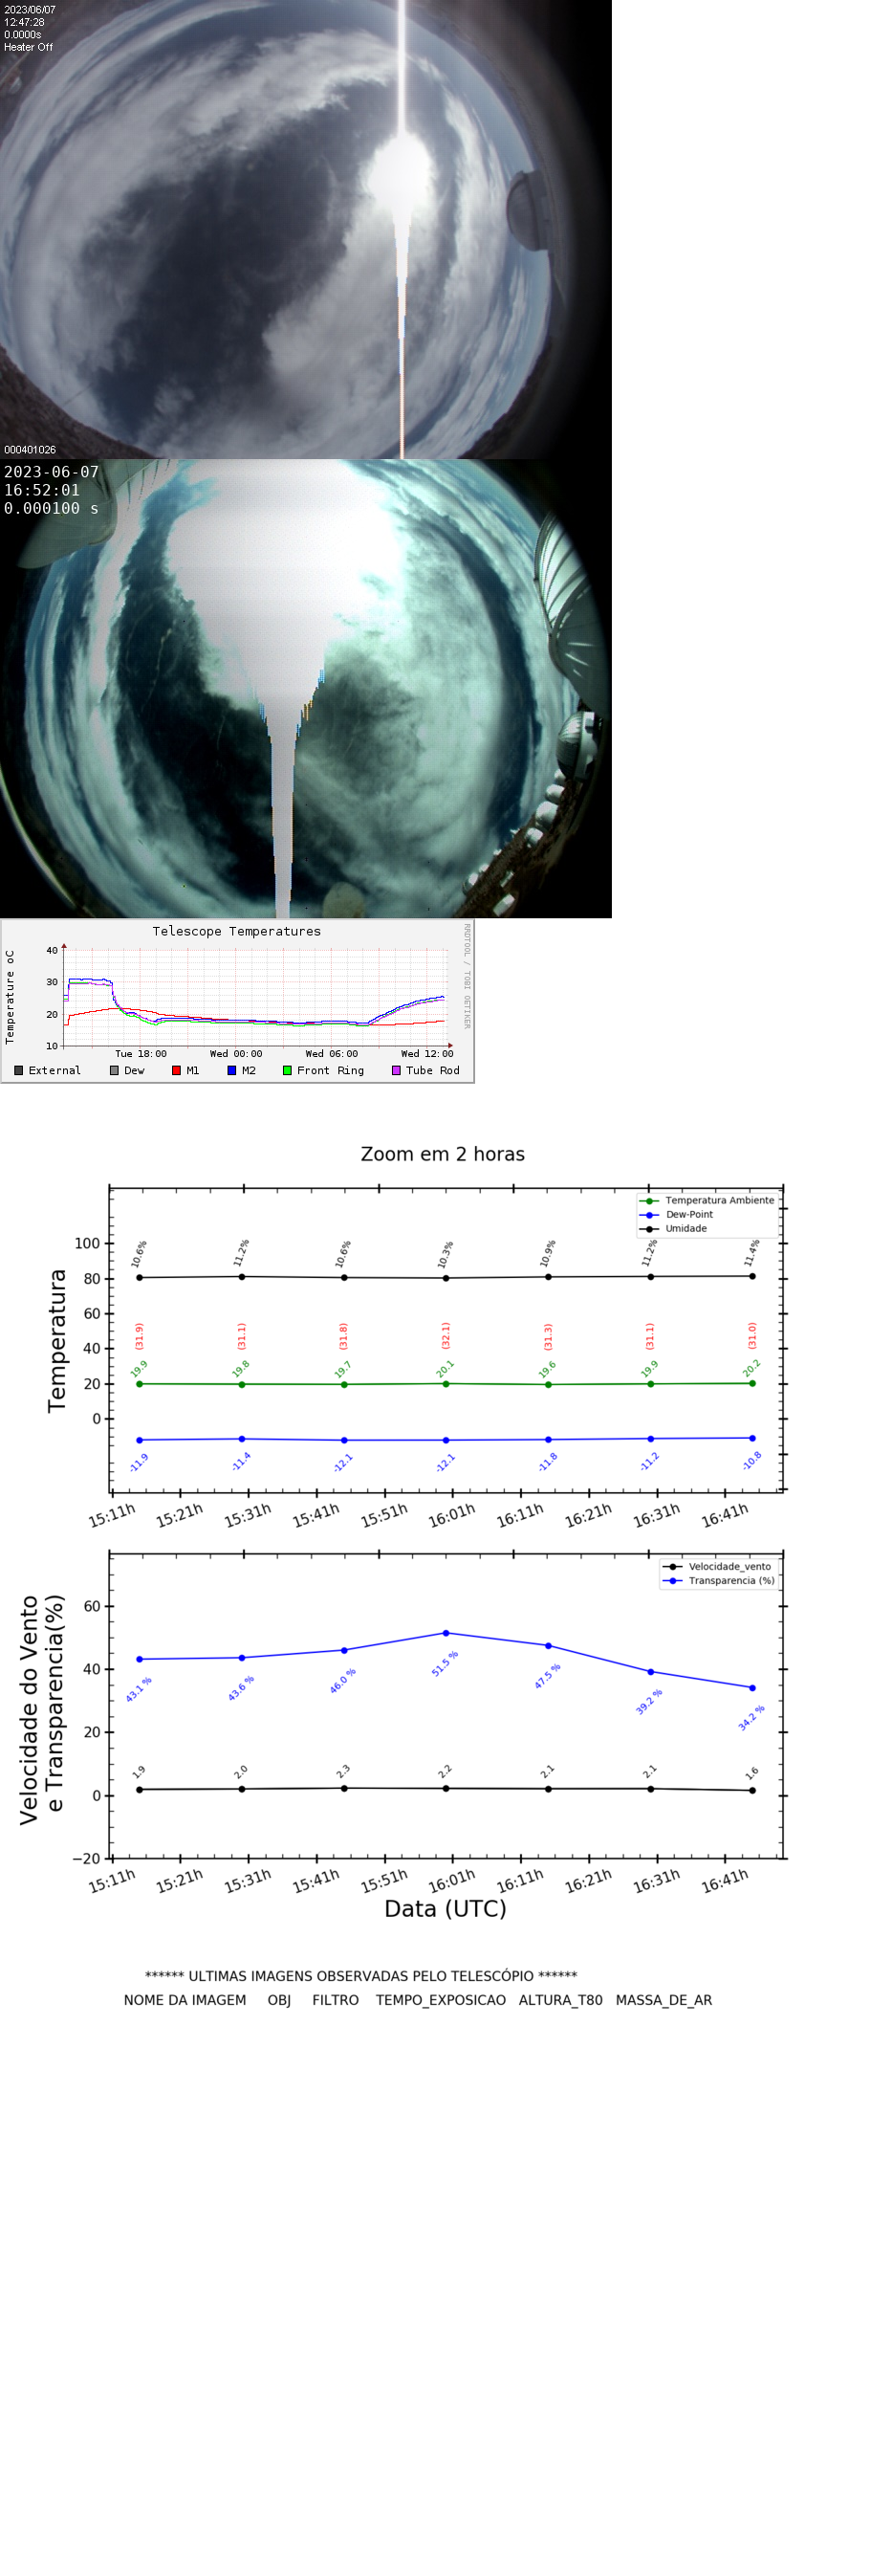 2023/06/07
12:47:28
0.0000s
Heater Off
000401026
2023-06-07
16:52:01
0.000100 s
Telescope Temperatures
RRDTOOL / TOBI OETIKER
Temperature oC
40
30
20
10
Tue 18:00 Wed 00:00 Wed 06:00 Wed 12:00
External Dew M1 M2 Front Ring Tube Rod
Zoom em 2 horas
Temperatura Ambiente
Dew-Point
Umidade
Temperatura
100
80
60
40
20
0
10.6% 11.2% 10.6% 10.3% 10.9% 11.2% 11.4%
(31.9) (31.1) (31.8) (32.1) (31.3) (31.1) (31.0)
19.9 19.8 19.7 20.1 19.6 19.9 20.2
-11.9 -11.4 -12.1 -12.1 -11.8 -11.2 -10.8
15:11h 15:21h 15:31h 15:41h 15:51h 16:01h 16:11h 16:21h 16:31h 16:41h
Velocidade_vento
Transparencia (%)
Velocidade do Vento
e Transparencia(%)
60
40
20
0
−20
43.1 % 43.6 % 46.0 % 51.5 % 47.5 % 39.2 % 34.2 %
1.9 2.0 2.3 2.2 2.1 2.1 1.6
15:11h 15:21h 15:31h 15:41h 15:51h 16:01h 16:11h 16:21h 16:31h 16:41h
Data (UTC)
****** ULTIMAS IMAGENS OBSERVADAS PELO TELESCÓPIO ******
NOME DA IMAGEM OBJ FILTRO TEMPO_EXPOSICAO ALTURA_T80 MASSA_DE_AR